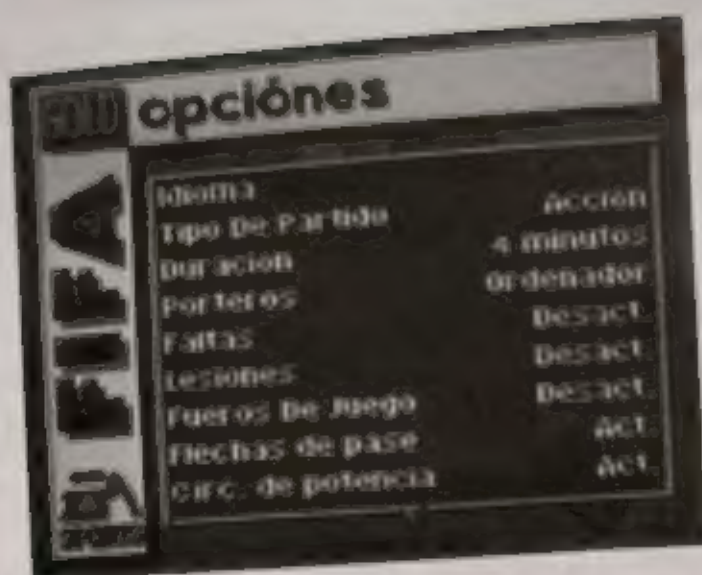 opciónes
FIFA
Idioma
Tipo De Partido Acción
Duración 4 minutos
Porteros Ordenador
Faltas Desact.
Lesiones Desact.
Fueros De Juego Desact.
Flechas de pase Act.
Circ. de potencia Act.